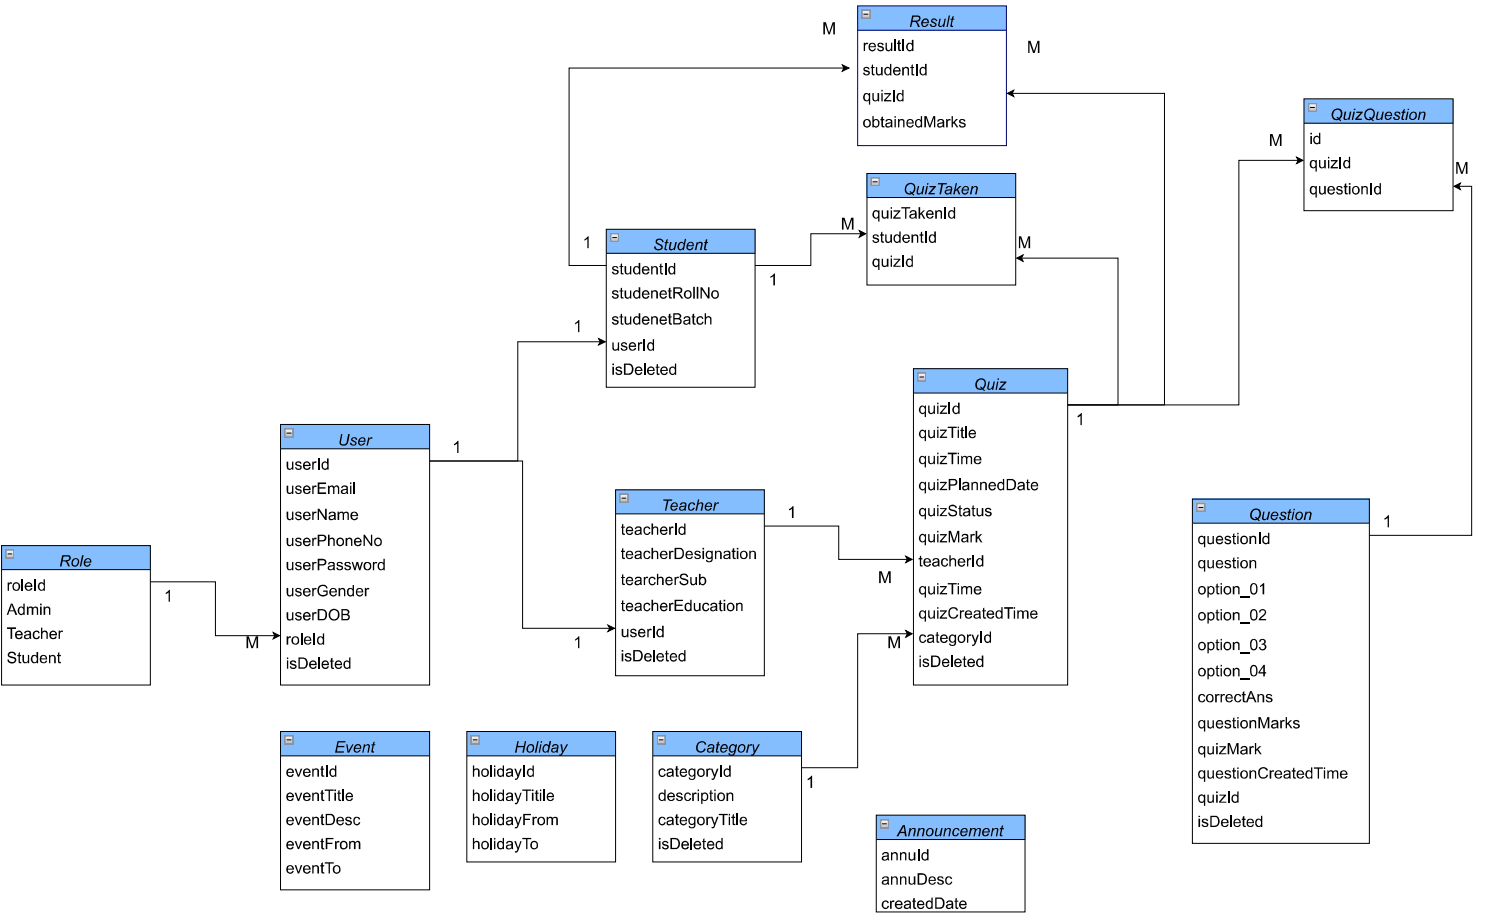 Result
resultId
studentId
quizId
obtainedMarks
M
M
QuizQuestion
id
quizId
questionId
M
M
QuizTaken
quizTakenId
studentId
quizId
M
M
Student
studentId
studenetRollNo
studenetBatch
userId
isDeleted
1
1
1
Quiz
quizId
quizTitle
quizTime
quizPlannedDate
quizStatus
quizMark
teacherId
quizTime
quizCreatedTime
categoryId
isDeleted
1
M
M
User
userId
userEmail
userName
userPhoneNo
userPassword
userGender
userDOB
roleId
isDeleted
1
M
Teacher
teacherId
teacherDesignation
tearcherSub
teacherEducation
userId
isDeleted
1
1
Question
questionId
question
option_01
option_02
option_03
option_04
correctAns
questionMarks
quizMark
questionCreatedTime
quizId
isDeleted
1
Role
roleId
Admin
Teacher
Student
1
Event
eventId
eventTitle
eventDesc
eventFrom
eventTo
Holiday
holidayId
holidayTitile
holidayFrom
holidayTo
Category
categoryId
description
categoryTitle
isDeleted
1
Announcement
annuId
annuDesc
createdDate